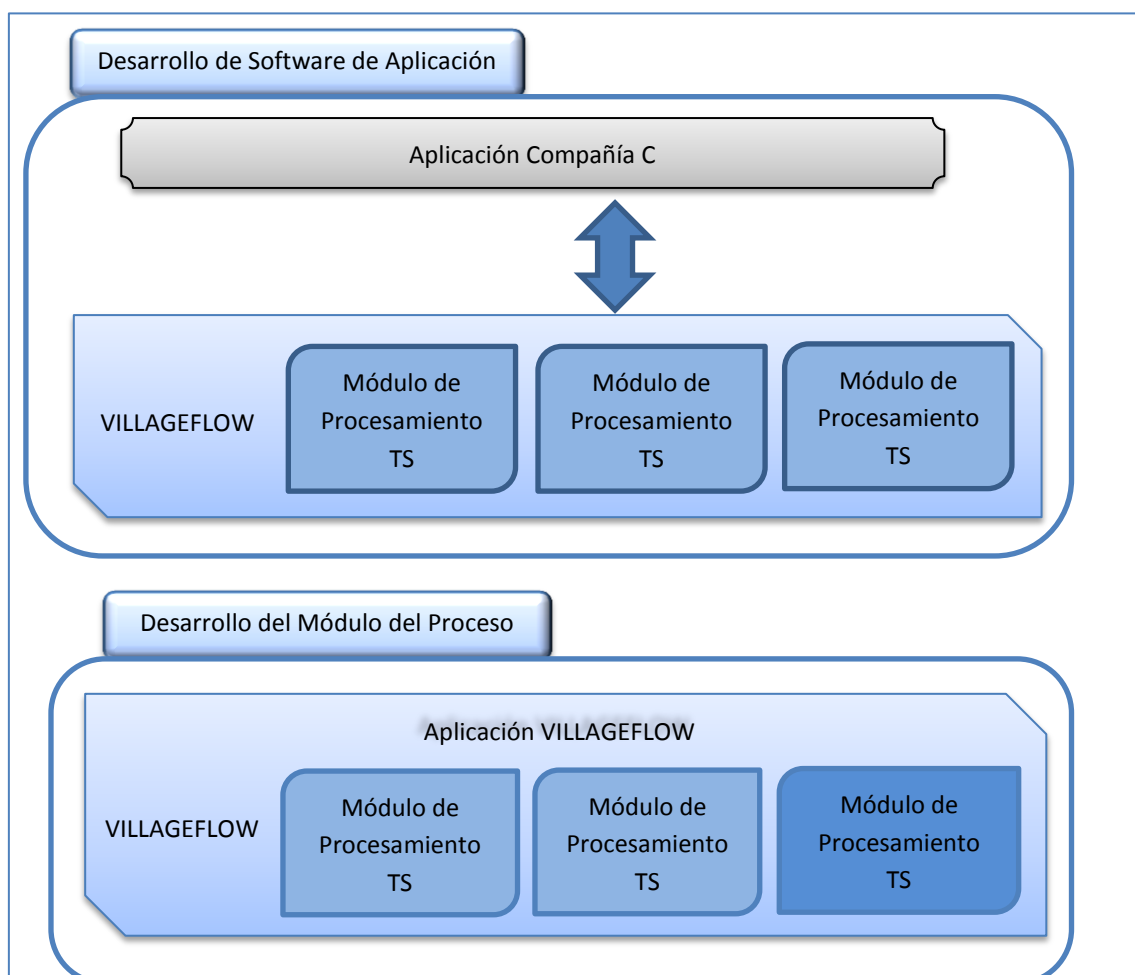 Desarrollo de Software de Aplicación
Aplicación Compañía C
VILLAGEFLOW
Módulo de
Procesamiento
TS
Módulo de
Procesamiento
TS
Módulo de
Procesamiento
TS
Desarrollo del Módulo del Proceso
Aplicación VILLAGEFLOW
VILLAGEFLOW
Módulo de
Procesamiento
TS
Módulo de
Procesamiento
TS
Módulo de
Procesamiento
TS